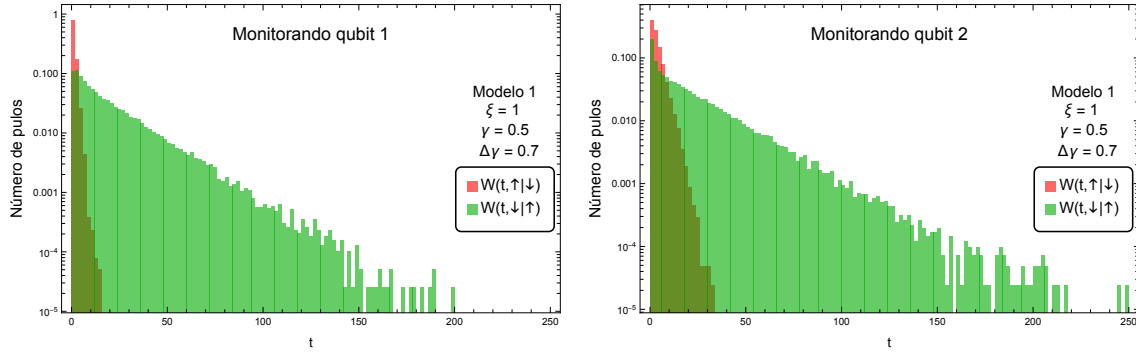 Monitorando qubit 1
Número de pulos
1
0.100
0.010
0.001
10⁻⁴
10⁻⁵
Modelo 1
ξ = 1
γ = 0.5
Δγ = 0.7
W(t,↑|↓)
W(t,↓|↑)
0 50 100 150 200 250
t
Monitorando qubit 2
Número de pulos
0.100
0.010
0.001
10⁻⁴
10⁻⁵
Modelo 1
ξ = 1
γ = 0.5
Δγ = 0.7
W(t,↑|↓)
W(t,↓|↑)
0 50 100 150 200 250
t